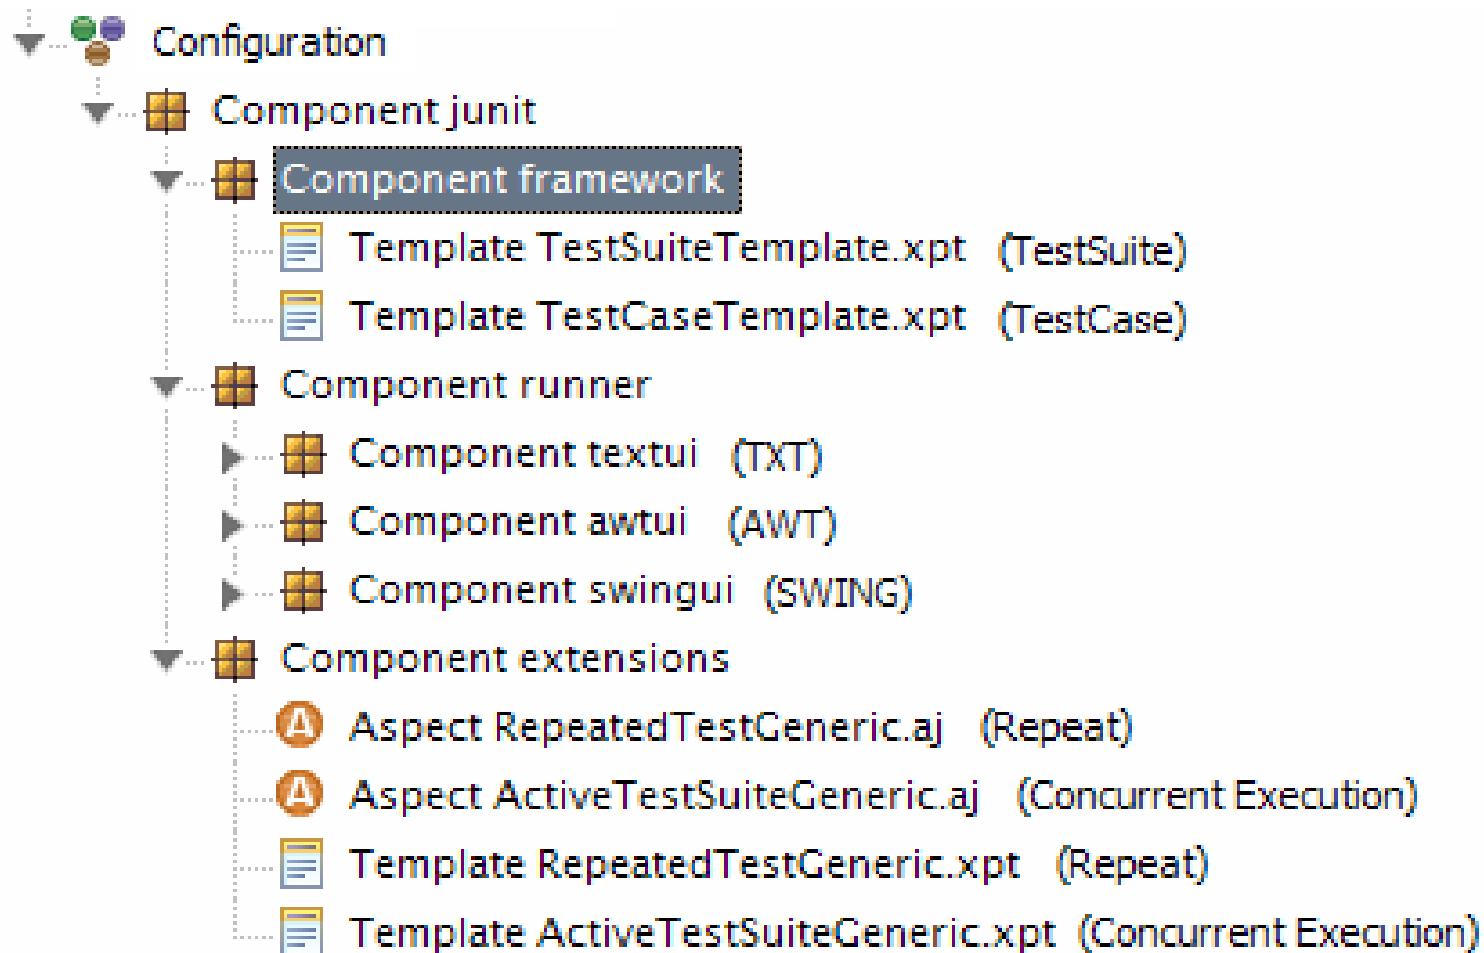 Configuration
Component junit
Component framework
Template TestSuiteTemplate.xpt (TestSuite)
Template TestCaseTemplate.xpt (TestCase)
Component runner
Component textui (TXT)
Component awtui (AWT)
Component swingui (SWING)
Component extensions
A Aspect RepeatedTestGeneric.aj (Repeat)
A Aspect ActiveTestSuiteGeneric.aj (Concurrent Execution)
Template RepeatedTestGeneric.xpt (Repeat)
Template ActiveTestSuiteGeneric.xpt (Concurrent Execution)